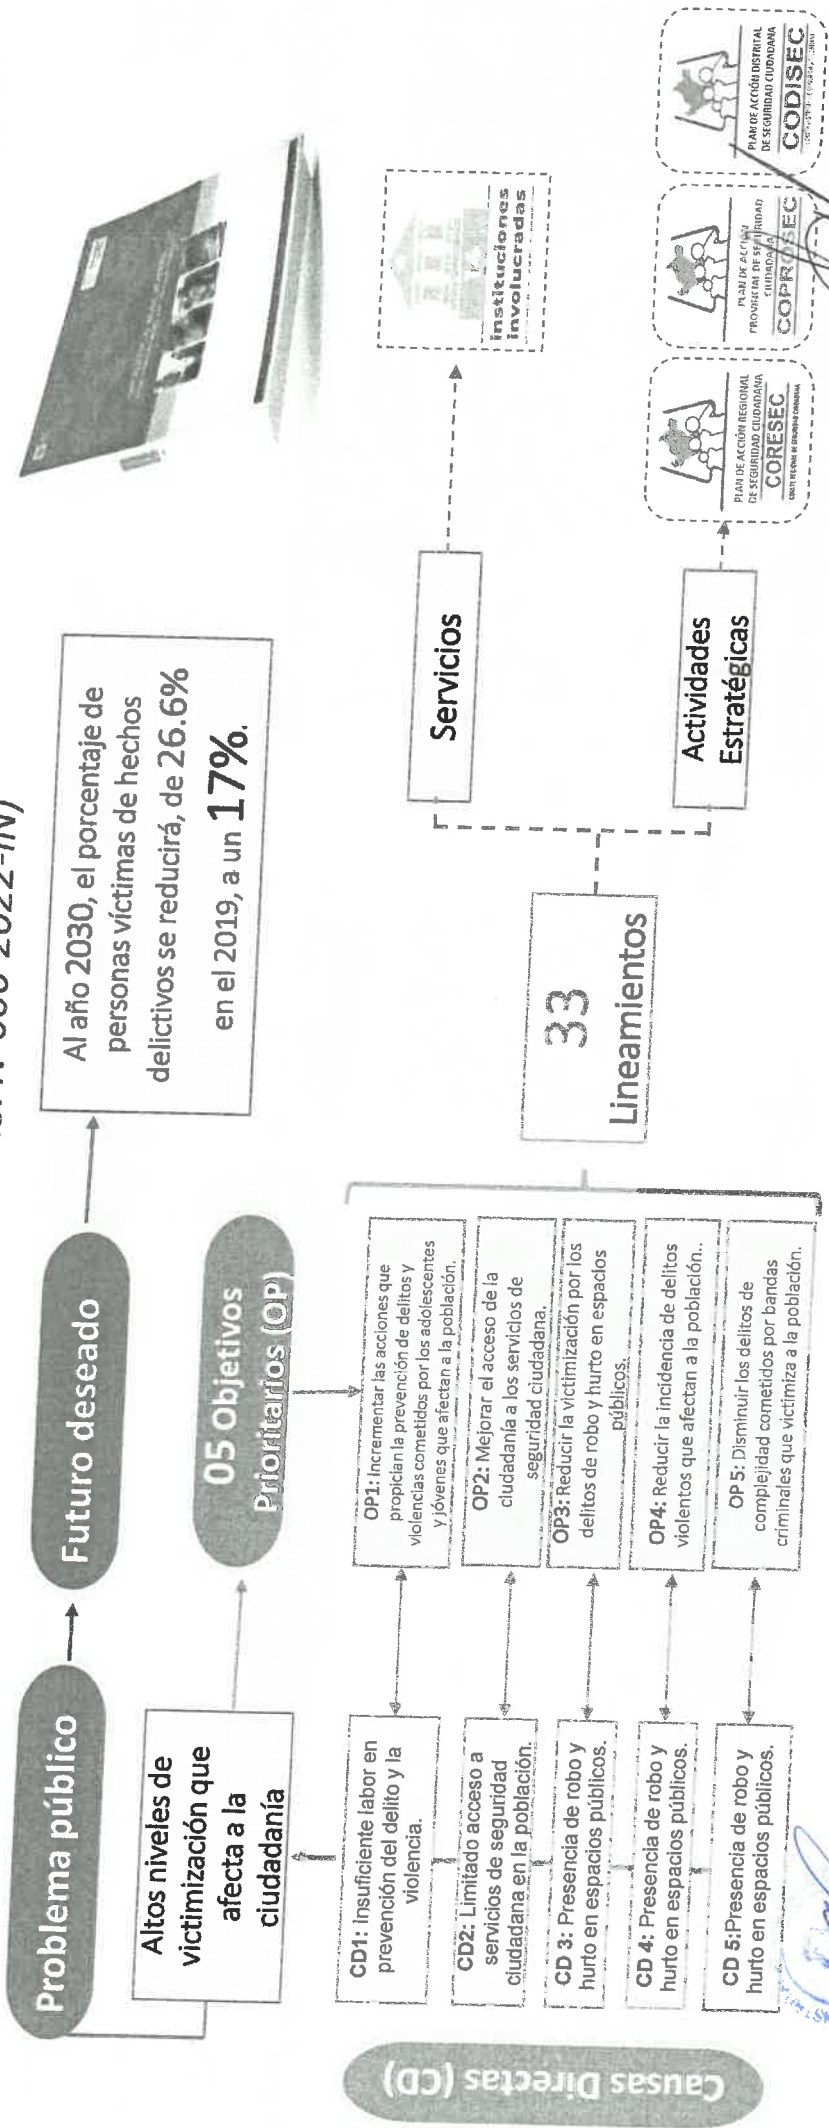 Problema público
Futuro deseado
Altos niveles de
victimización que
afecta a la
ciudadanía
05 Objetivos
Prioritarios (OP)
Al año 2030, el porcentaje de
personas víctimas de hechos
delictivos se reducirá, de 26.6%
en el 2019, a un 17%.
Causas Directas (CD)
CD1: Insuficiente labor en
prevención del delito y la
violencia.
CD2: Limitado acceso a
servicios de seguridad
ciudadana en la población.
CD 3: Presencia de robo y
hurto en espacios públicos.
CD 4: Presencia de robo y
hurto en espacios públicos.
CD 5:Presencia de robo y
hurto en espacios públicos.
OP1: Incrementar las acciones que
propician la prevención de delitos y
violencias cometidos por los adolescentes
y jóvenes que afectan a la población.
OP2: Mejorar el acceso de la
ciudadanía a los servicios de
seguridad ciudadana.
OP3: Reducir la victimización por los
delitos de robo y hurto en espacios
públicos.
OP4: Reducir la incidencia de delitos
violentos que afectan a la población..
OP 5: Disminuir los delitos de
complejidad cometidos por bandas
criminales que victimiza a la población.
33
Lineamientos
Servicios
Actividades
Estratégicas
instituciones
involucradas
PLAN DE ACCIÓN REGIONAL
DE SEGURIDAD CIUDADANA
CORESEC
COMITÉ REGIONAL DE SEGURIDAD CIUDADANA
PLAN DE ACCIÓN
PROVINCIAL DE SEGURIDAD
CIUDADANA
COPROSEC
PLAN DE ACCIÓN DISTRITAL
DE SEGURIDAD CIUDADANA
CODISEC